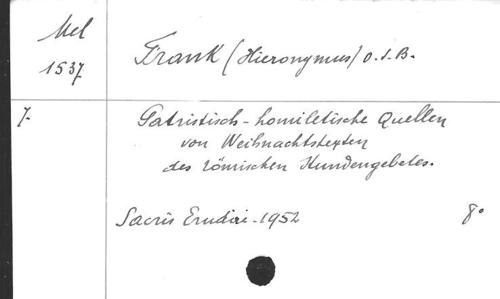 Mel
1537
Frank (Hieronymus) O.S.B.
7.
Patristisch-homiletische Quellen
von Weihnachtstexten
des römischen Stundengebetes.
Sacris Erudiri - 1952 8°